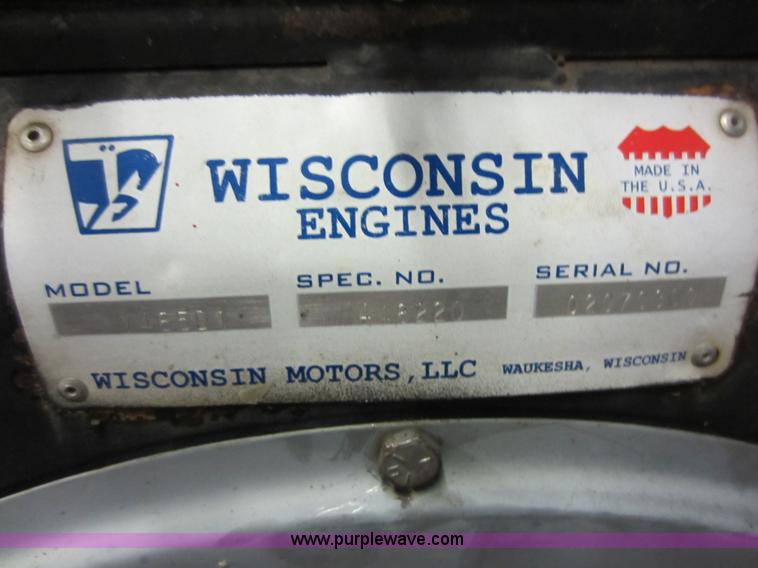 WISCONSIN
ENGINES
MADE IN
THE U.S.A.
MODEL SPEC. NO. SERIAL NO.
WISCONSIN MOTORS, LLC WAUKESHA, WISCONSIN
www.purplewave.com